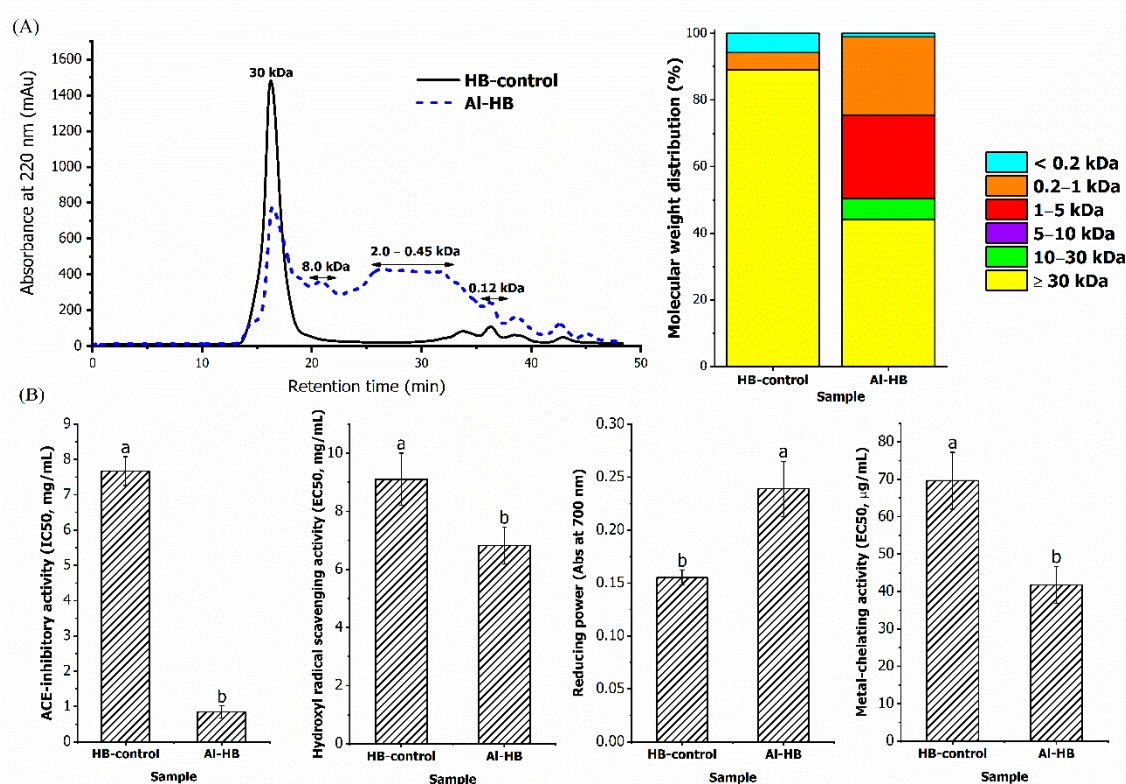 (A)
1600
1400
1200
1000
800
600
400
200
0
Absorbance at 220 nm (mAu)
30 kDa
HB-control
Al-HB
8.0 kDa
2.0 – 0.45 kDa
0.12 kDa
0 10 20 30 40 50
Retention time (min)
100
80
60
40
20
0
Molecular weight distribution (%)
HB-control Al-HB
Sample
< 0.2 kDa
0.2–1 kDa
1–5 kDa
5–10 kDa
10–30 kDa
≥ 30 kDa
(B)
9
8
7
6
5
4
3
2
1
0
ACE-inhibitory activity (IC50, mg/mL)
a
b
HB-control Al-HB
Sample
10
8
6
4
2
0
Hydroxyl radical scavenging activity (EC50, mg/mL)
a
b
HB-control Al-HB
Sample
0.30
0.25
0.20
0.15
0.10
0.05
0.00
Reducing power (Abs at 700 nm)
b
a
HB-control Al-HB
Sample
80
70
60
50
40
30
20
10
0
Metal-chelating activity (EC50, μg/mL)
a
b
HB-control Al-HB
Sample